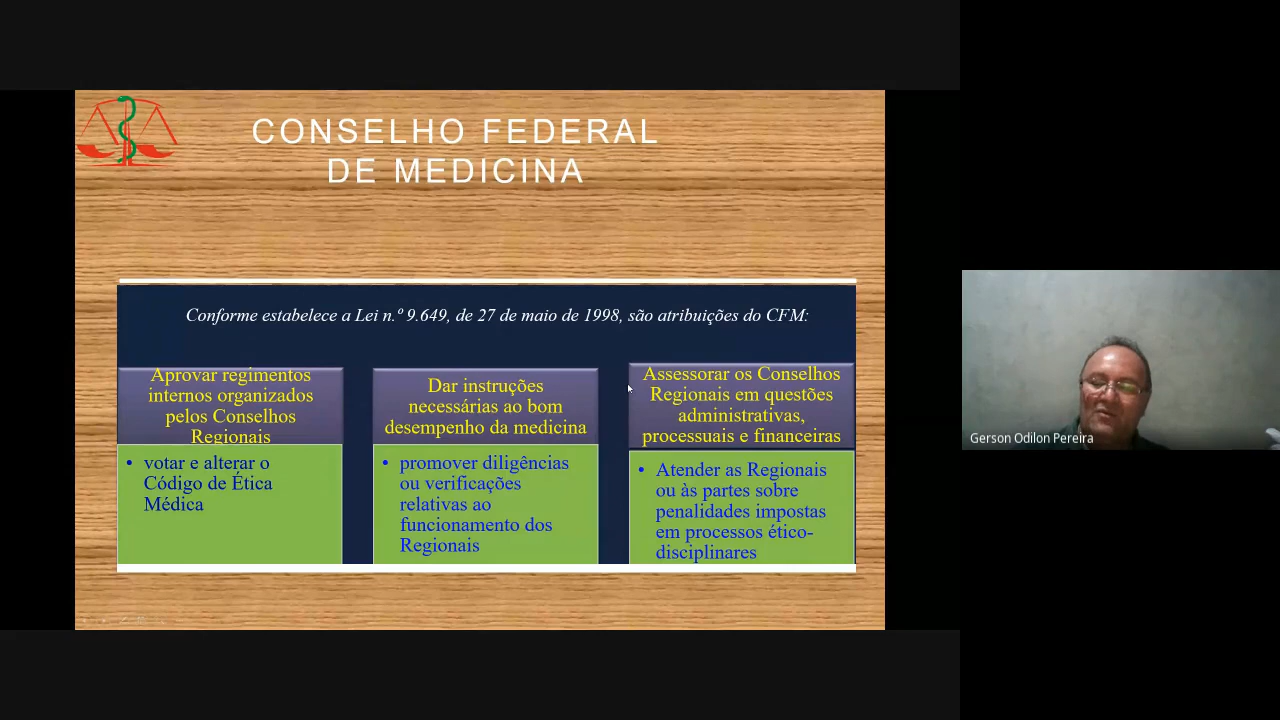 CONSELHO FEDERAL
DE MEDICINA
Conforme estabelece a Lei n.º 9.649, de 27 de maio de 1998, são atribuições do CFM:
Aprovar regimentos
internos organizados
pelos Conselhos
Regionais
• votar e alterar o
Código de Ética
Médica
Dar instruções
necessárias ao bom
desempenho da medicina
• promover diligências
ou verificações
relativas ao
funcionamento dos
Regionais
Assessorar os Conselhos
Regionais em questões
administrativas,
processuais e financeiras
• Atender as Regionais
ou às partes sobre
penalidades impostas
em processos ético-
disciplinares
Gerson Odilon Pereira